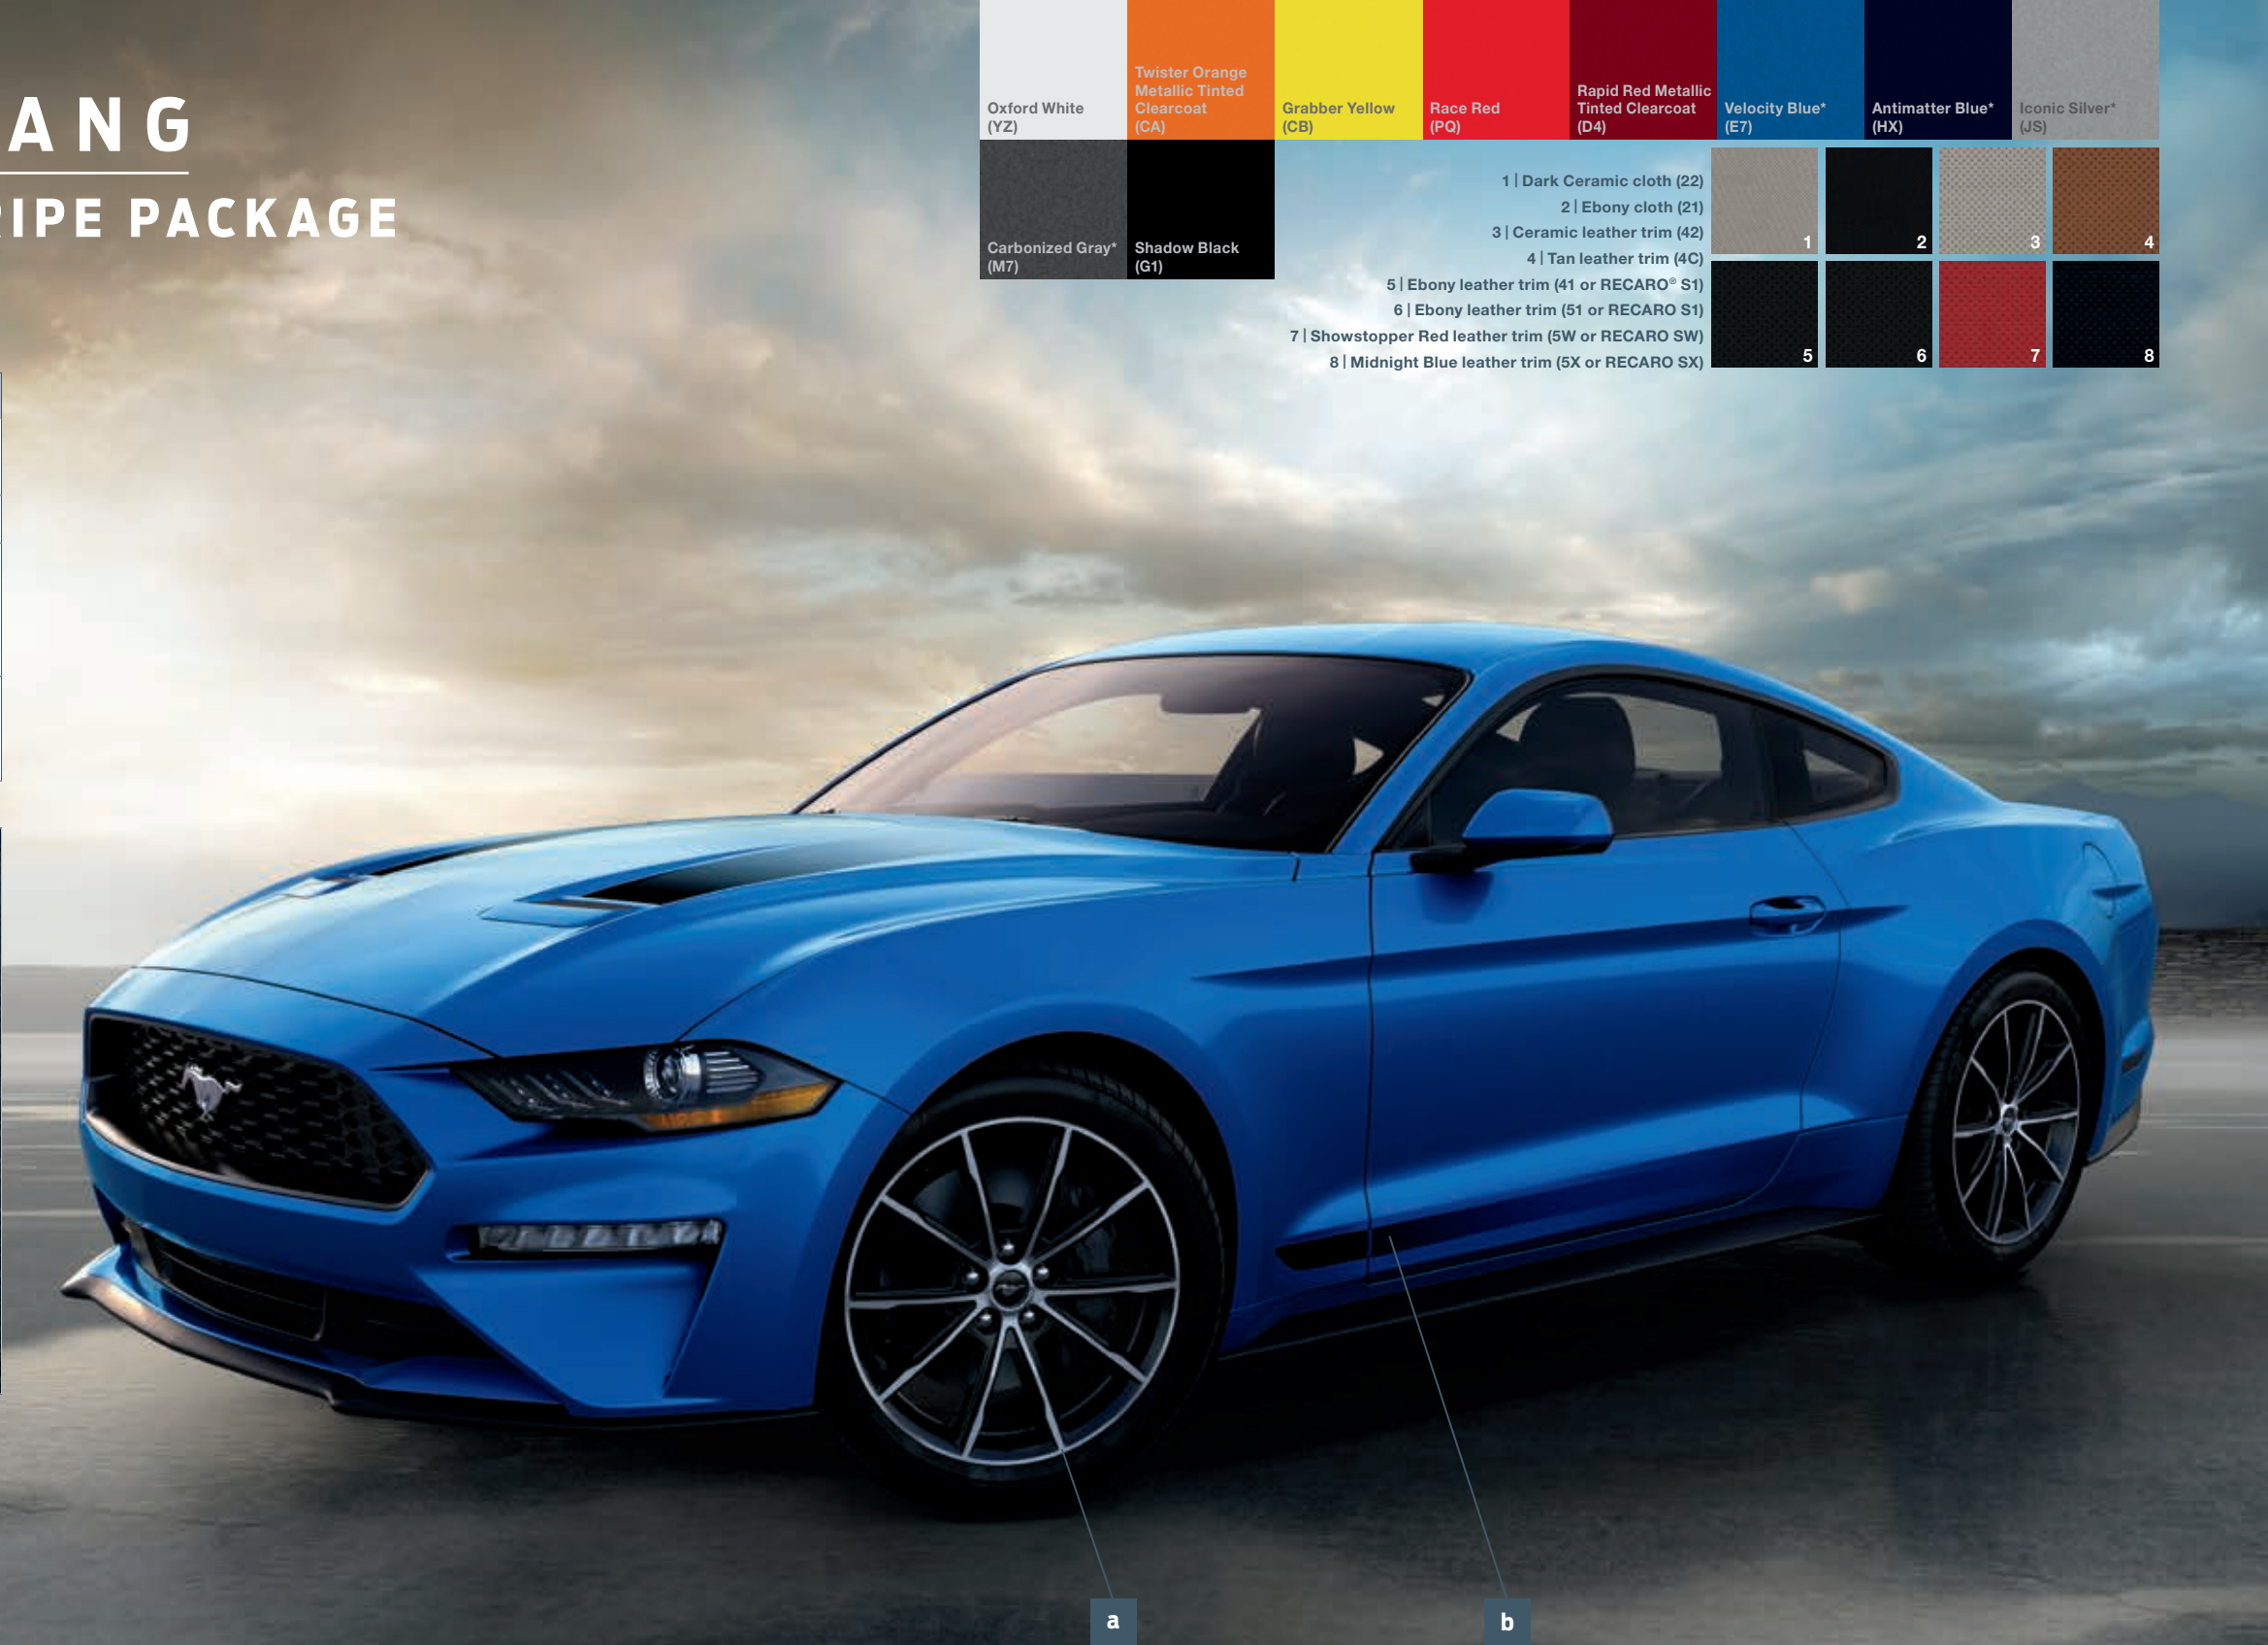 ANG
IPE PACKAGE
Oxford White
(YZ)
Twister Orange
Metallic Tinted
Clearcoat
(CA)
Grabber Yellow
(CB)
Race Red
(PQ)
Rapid Red Metallic
Tinted Clearcoat
(D4)
Velocity Blue*
(E7)
Antimatter Blue*
(HX)
Iconic Silver*
(JS)
Carbonized Gray*
(M7)
Shadow Black
(G1)
1 | Dark Ceramic cloth (22)
2 | Ebony cloth (21)
3 | Ceramic leather trim (42)
4 | Tan leather trim (4C)
5 | Ebony leather trim (41 or RECARO® S1)
6 | Ebony leather trim (51 or RECARO S1)
7 | Showstopper Red leather trim (5W or RECARO SW)
8 | Midnight Blue leather trim (5X or RECARO SX)
1 2 3 4
5 6 7 8
a b